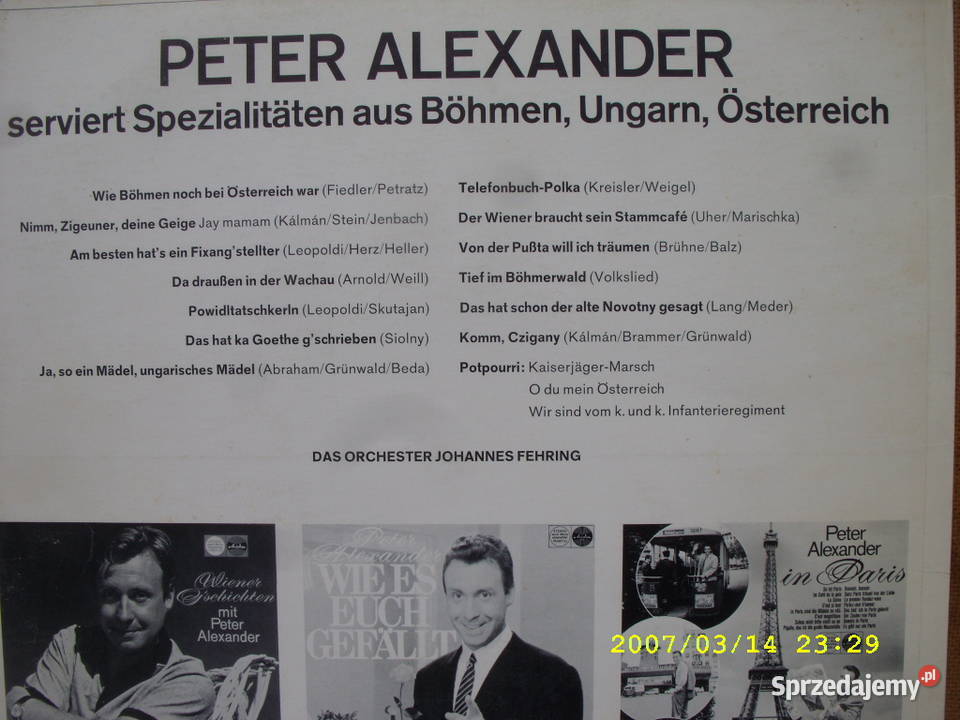 PETER ALEXANDER
serviert Spezialitäten aus Böhmen, Ungarn, Österreich
Wie Böhmen noch bei Österreich war (Fiedler/Petratz)
Nimm, Zigeuner, deine Geige Jay mamam (Kálmán/Stein/Jenbach)
Am besten hat's ein Fixang'stellter (Leopoldi/Herz/Heller)
Da draußen in der Wachau (Arnold/Weill)
Powidltatschkerln (Leopoldi/Skutajan)
Das hat ka Goethe g'schrieben (Siolny)
Ja, so ein Mädel, ungarisches Mädel (Abraham/Grünwald/Beda)
Telefonbuch-Polka (Kreisler/Weigel)
Der Wiener braucht sein Stammcafé (Uher/Marischka)
Von der Pußta will ich träumen (Brühne/Balz)
Tief im Böhmerwald (Volkslied)
Das hat schon der alte Novotny gesagt (Lang/Meder)
Komm, Czigany (Kálmán/Brammer/Grünwald)
Potpourri: Kaiserjäger-Marsch
O du mein Österreich
Wir sind vom k. und k. Infanterieregiment
DAS ORCHESTER JOHANNES FEHRING
Wiener
G'schichten
mit
Peter
Alexander
Peter
Alexander
WIE ES
EUCH
GEFÄLLT
Peter
Alexander
in Paris
2007/03/14 23:29
Sprzedajemy.pl